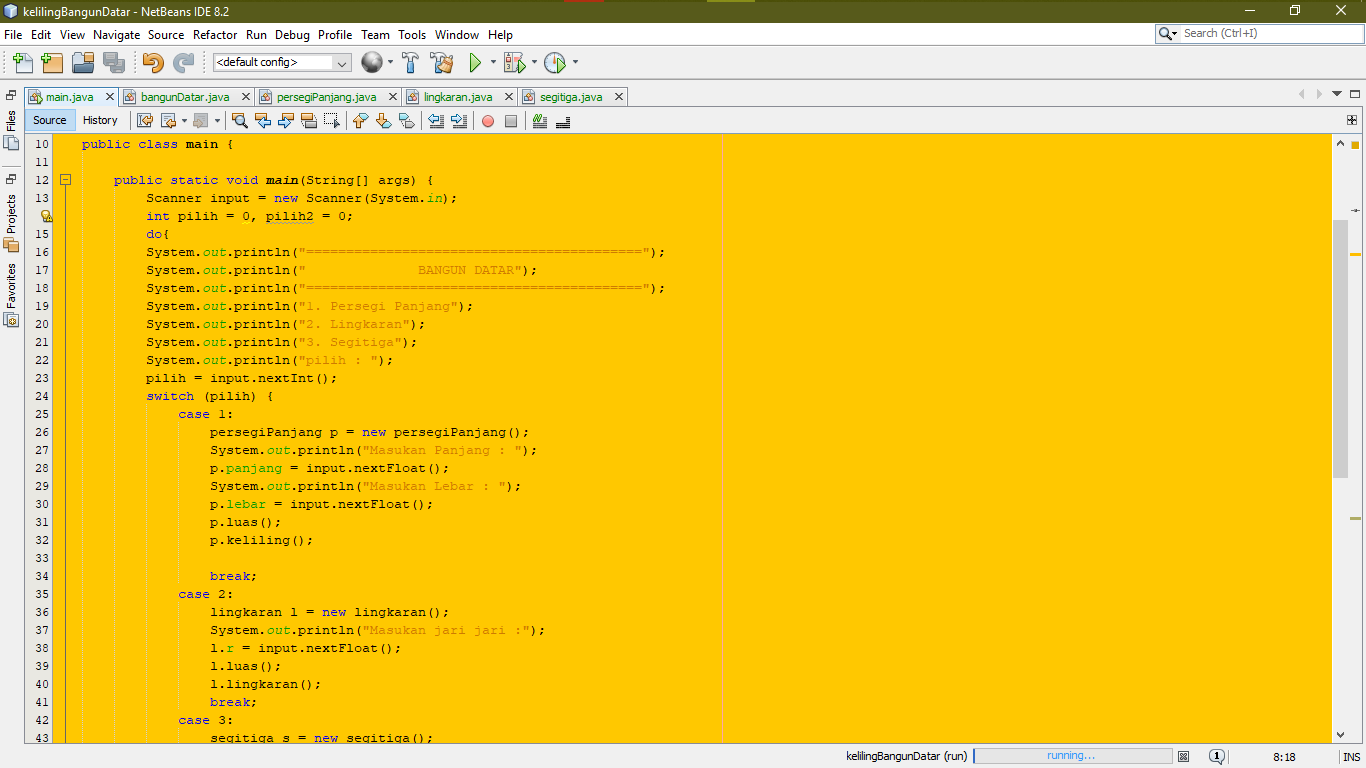 kelilingBangunDatar - NetBeans IDE 8.2
File Edit View Navigate Source Refactor Run Debug Profile Team Tools Window Help
Search (Ctrl+I)
<default config>
main.java bangunDatar.java persegiPanjang.java lingkaran.java segitiga.java
Source History
Files
Projects
Favorites
10 public class main {
11
12 public static void main(String[] args) {
13 Scanner input = new Scanner(System.in);
int pilih = 0, pilih2 = 0;
15 do{
16 System.out.println("==========================================");
17 System.out.println("              BANGUN DATAR");
18 System.out.println("==========================================");
19 System.out.println("1. Persegi Panjang");
20 System.out.println("2. Lingkaran");
21 System.out.println("3. Segitiga");
22 System.out.println("pilih : ");
23 pilih = input.nextInt();
24 switch (pilih) {
25 case 1:
26 persegiPanjang p = new persegiPanjang();
27 System.out.println("Masukan Panjang : ");
28 p.panjang = input.nextFloat();
29 System.out.println("Masukan Lebar : ");
30 p.lebar = input.nextFloat();
31 p.luas();
32 p.keliling();
33
34 break;
35 case 2:
36 lingkaran l = new lingkaran();
37 System.out.println("Masukan jari jari :");
38 l.r = input.nextFloat();
39 l.luas();
40 l.lingkaran();
41 break;
42 case 3:
43 segitiga s = new segitiga();
kelilingBangunDatar (run) running... 1 8:18 INS